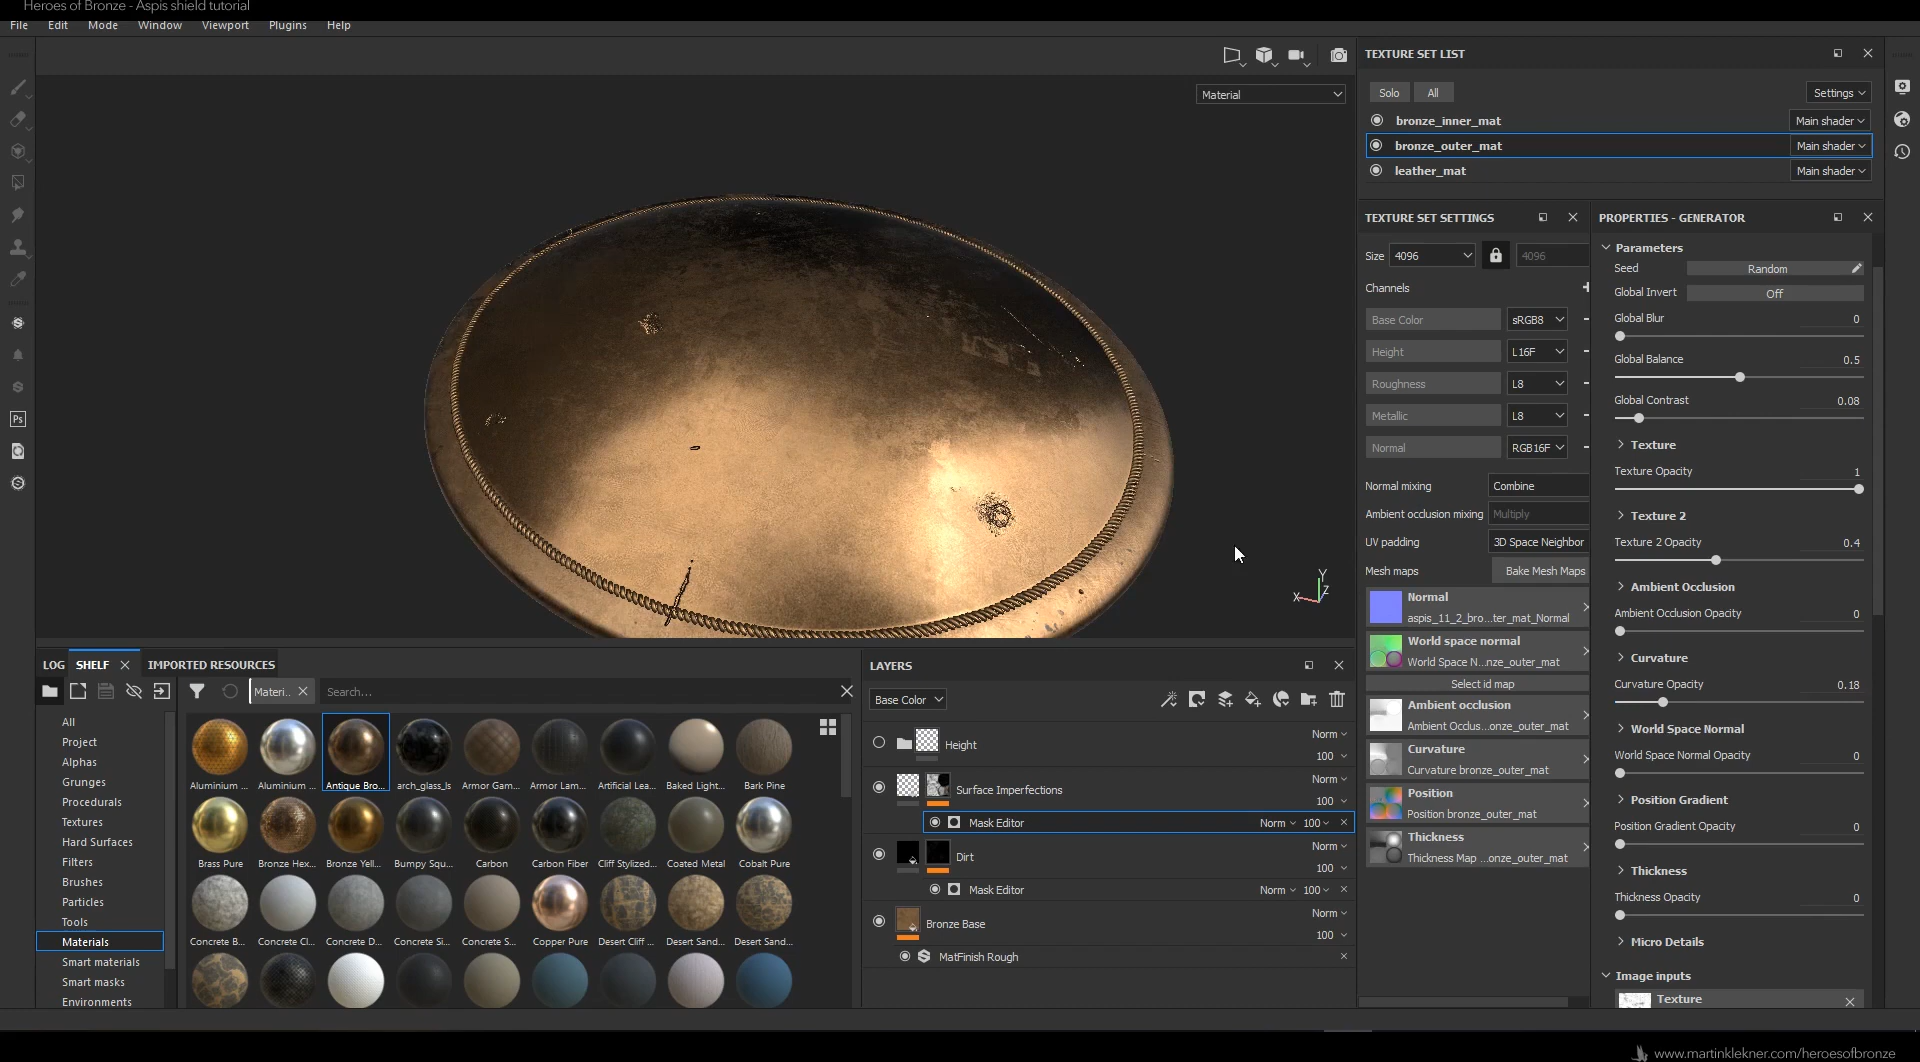 Heroes of Bronze - Aspis shield tutorial
File Edit Mode Window Viewport Plugins Help
Material
TEXTURE SET LIST
Solo All Settings
bronze_inner_mat Main shader
bronze_outer_mat Main shader
leather_mat Main shader
TEXTURE SET SETTINGS
Size 4096 4096
Channels
Base Color sRGB8
Height L16F
Roughness L8
Metallic L8
Normal RGB16F
Normal mixing Combine
Ambient occlusion mixing Multiply
UV padding 3D Space Neighbor
Mesh maps Bake Mesh Maps
Normal
aspis_11_2_bro...ter_mat_Normal
World space normal
World Space N...nze_outer_mat
Select id map
Ambient occlusion
Ambient Occlus...onze_outer_mat
Curvature
Curvature bronze_outer_mat
Position
Position bronze_outer_mat
Thickness
Thickness Map ...onze_outer_mat
PROPERTIES - GENERATOR
Parameters
Seed Random
Global Invert Off
Global Blur 0
Global Balance 0.5
Global Contrast 0.08
Texture
Texture Opacity 1
Texture 2
Texture 2 Opacity 0.4
Ambient Occlusion
Ambient Occlusion Opacity 0
Curvature
Curvature Opacity 0.18
World Space Normal
World Space Normal Opacity 0
Position Gradient
Position Gradient Opacity 0
Thickness
Thickness Opacity 0
Micro Details
Image inputs
Texture
Y
X Z
Ps
LOG SHELF IMPORTED RESOURCES
Materi.. Search...
All
Project
Alphas
Grunges
Procedurals
Textures
Hard Surfaces
Filters
Brushes
Particles
Tools
Materials
Smart materials
Smart masks
Environments
Aluminium ... Aluminium ... Antique Bro... arch_glass_ls Armor Gam... Armor Lam... Artificial Lea... Baked Light... Bark Pine
Brass Pure Bronze Hex... Bronze Yell... Bumpy Squ... Carbon Carbon Fiber Cliff Stylized... Coated Metal Cobalt Pure
Concrete B... Concrete Cl... Concrete D... Concrete Si... Concrete S... Copper Pure Desert Cliff ... Desert Sand... Desert Sand...
LAYERS
Base Color
Height Norm 100
Surface Imperfections Norm 100
Mask Editor Norm 100
Dirt Norm 100
Mask Editor Norm 100
Bronze Base Norm 100
MatFinish Rough
www.martinklekner.com/heroesofbronze